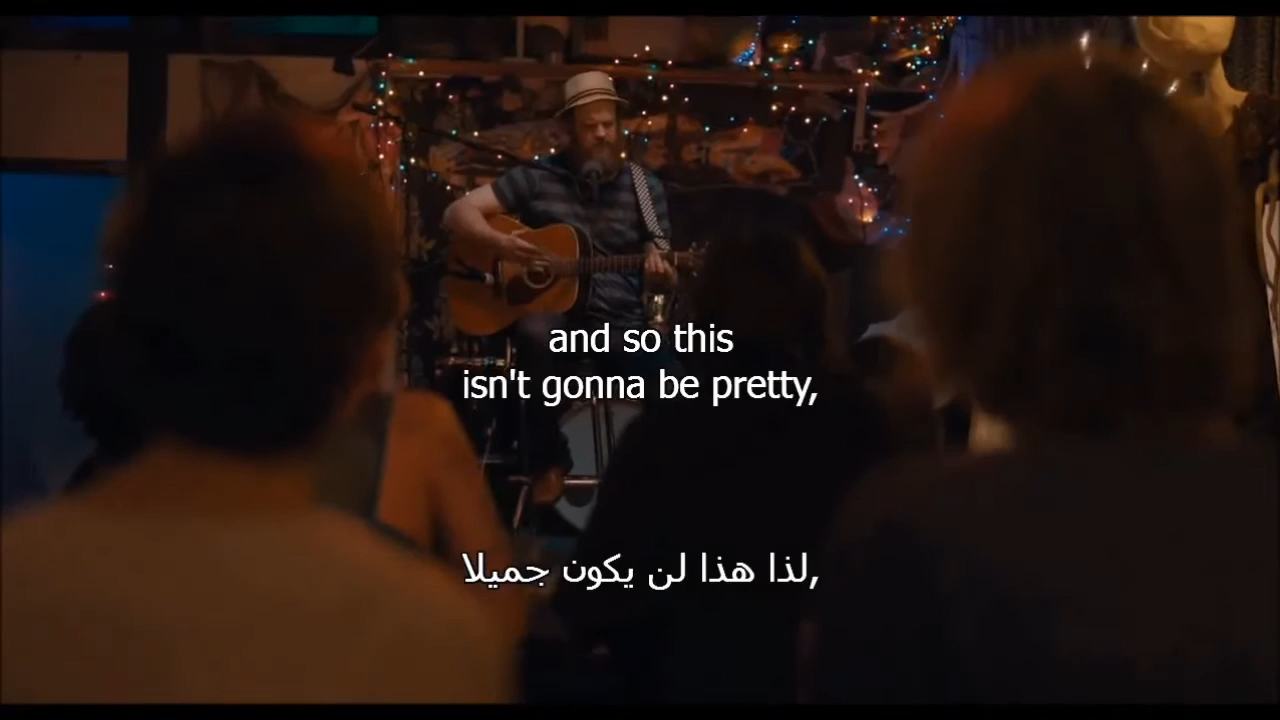 and so this
isn't gonna be pretty,
لذا هذا لن يكون جميلا,